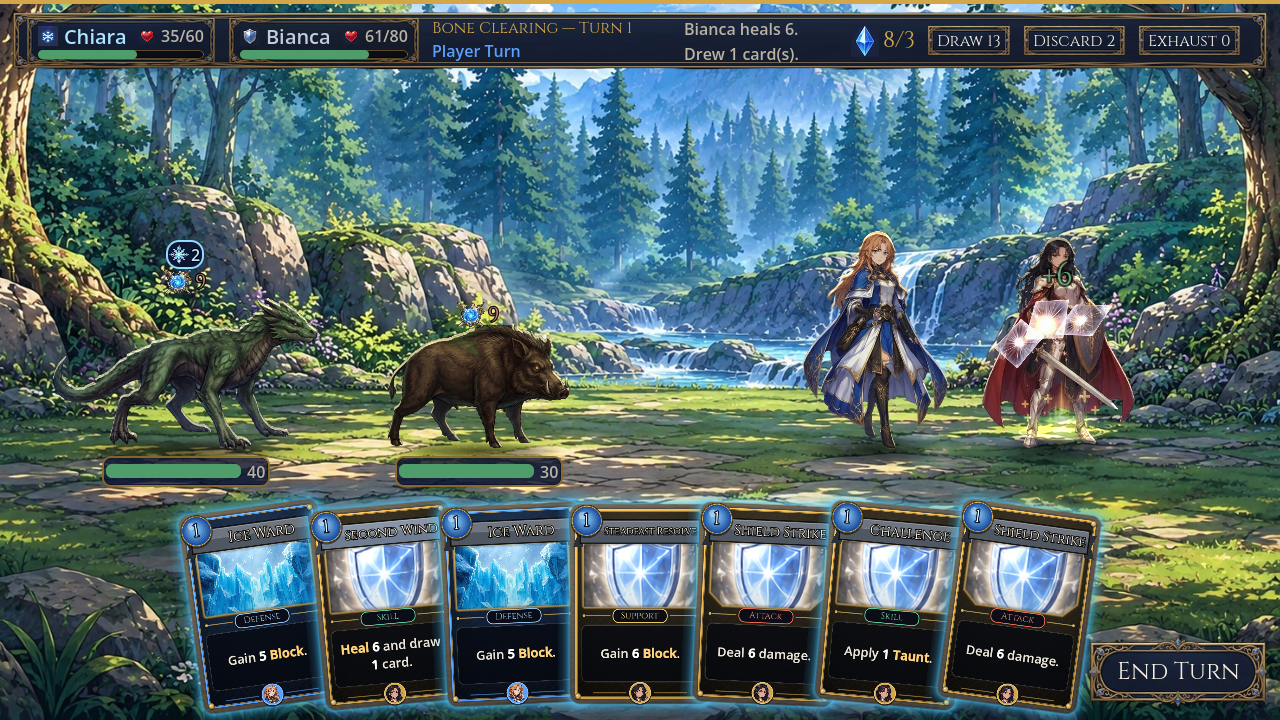 Chiara 35/60
Bianca 61/80
Bone Clearing — Turn 1
Player Turn
Bianca heals 6.
Drew 1 card(s).
8/3
Draw 13
Discard 2
Exhaust 0
2
9
9
+6
40
30
1
Ice Ward
Defense
Gain 5 Block.
1
Second Wind
Skill
Heal 6 and draw
1 card.
1
Ice Ward
Defense
Gain 5 Block.
1
Steadfast Resolve
Support
Gain 6 Block.
1
Shield Strike
Attack
Deal 6 damage.
1
Challenge
Skill
Apply 1 Taunt.
1
Shield Strike
Attack
Deal 6 damage.
End Turn